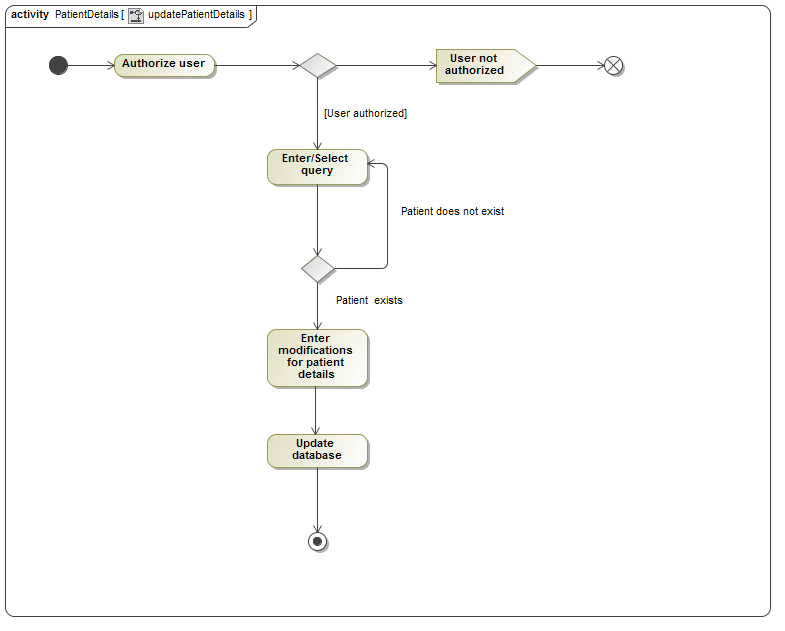 activity PatientDetails [ updatePatientDetails ]
Authorize user
User not
authorized
[User authorized]
Enter/Select
query
Patient does not exist
Patient  exists
Enter
modifications
for patient
details
Update
database